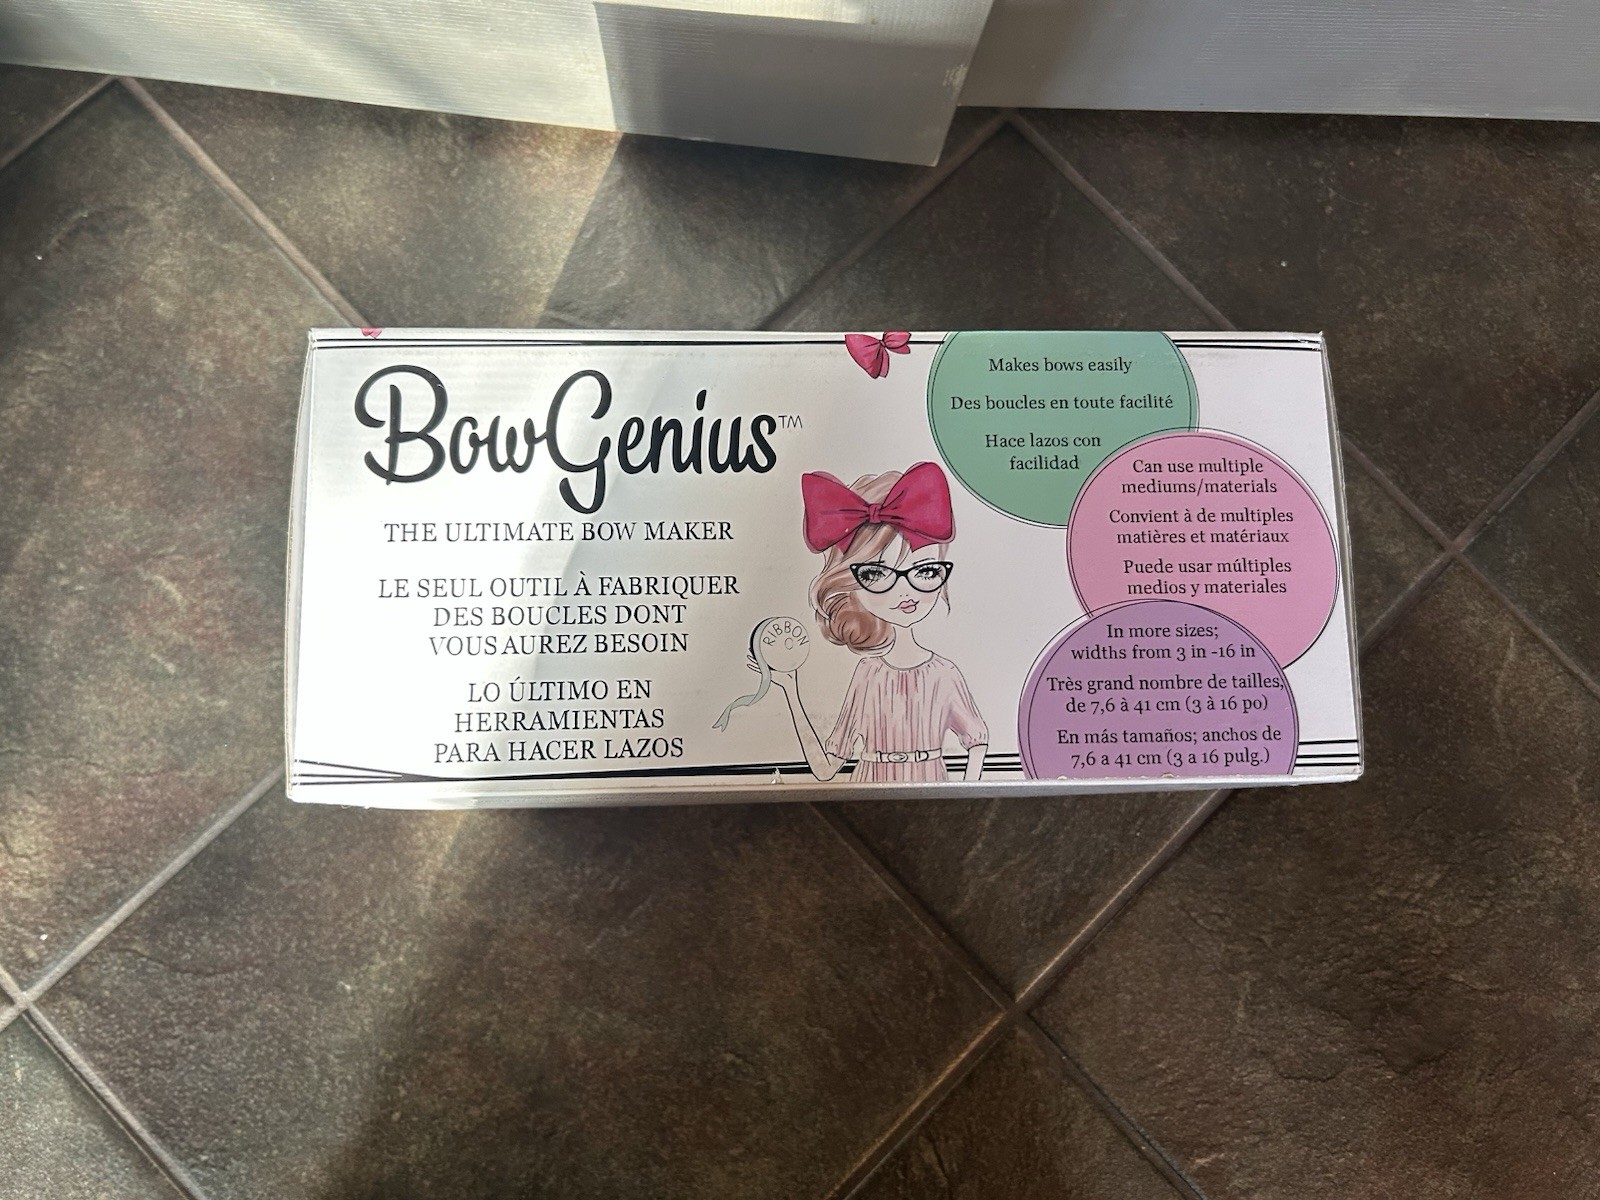 BowGenius™
THE ULTIMATE BOW MAKER
LE SEUL OUTIL À FABRIQUER
DES BOUCLES DONT
VOUS AUREZ BESOIN
LO ÚLTIMO EN
HERRAMIENTAS
PARA HACER LAZOS
RIBBON
Makes bows easily
Des boucles en toute facilité
Hace lazos con
facilidad
Can use multiple
mediums/materials
Convient à de multiples
matières et matériaux
Puede usar múltiples
medios y materiales
In more sizes;
widths from 3 in -16 in
Très grand nombre de tailles,
de 7,6 à 41 cm (3 à 16 po)
En más tamaños; anchos de
7,6 a 41 cm (3 a 16 pulg.)